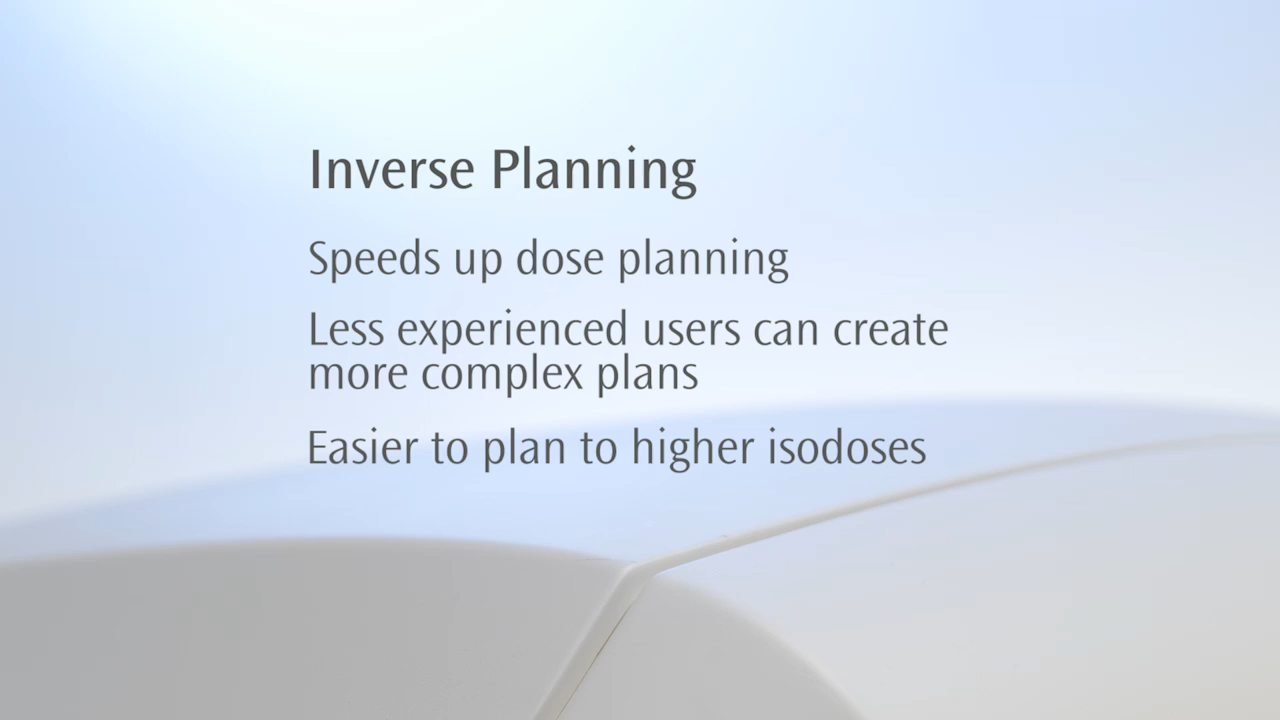 Inverse Planning
Speeds up dose planning
Less experienced users can create
more complex plans
Easier to plan to higher isodoses